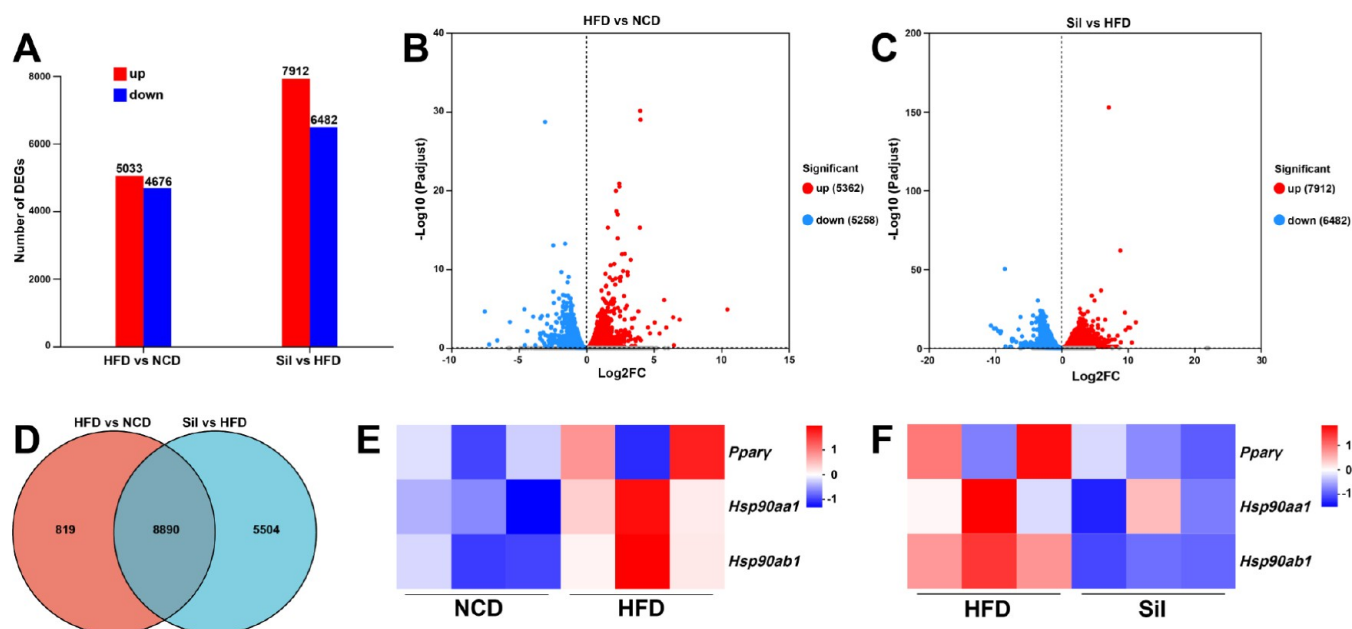 A
up
down
Number of DEGs
8000
6000
4000
2000
0
5033
4676
7912
6482
HFD vs NCD
Sil vs HFD
B
HFD vs NCD
-Log10 (Padjust)
40
30
20
10
0
-10
-5
0
5
10
15
Log2FC
Significant
up (5362)
down (5258)
C
Sil vs HFD
-Log10 (Padjust)
200
150
100
50
0
-20
-10
0
10
20
30
Log2FC
Significant
up (7912)
down (6482)
D
HFD vs NCD
Sil vs HFD
819
8890
5504
E
Pparγ
Hsp90aa1
Hsp90ab1
NCD
HFD
1
0
-1
F
Pparγ
Hsp90aa1
Hsp90ab1
HFD
Sil
1
0
-1